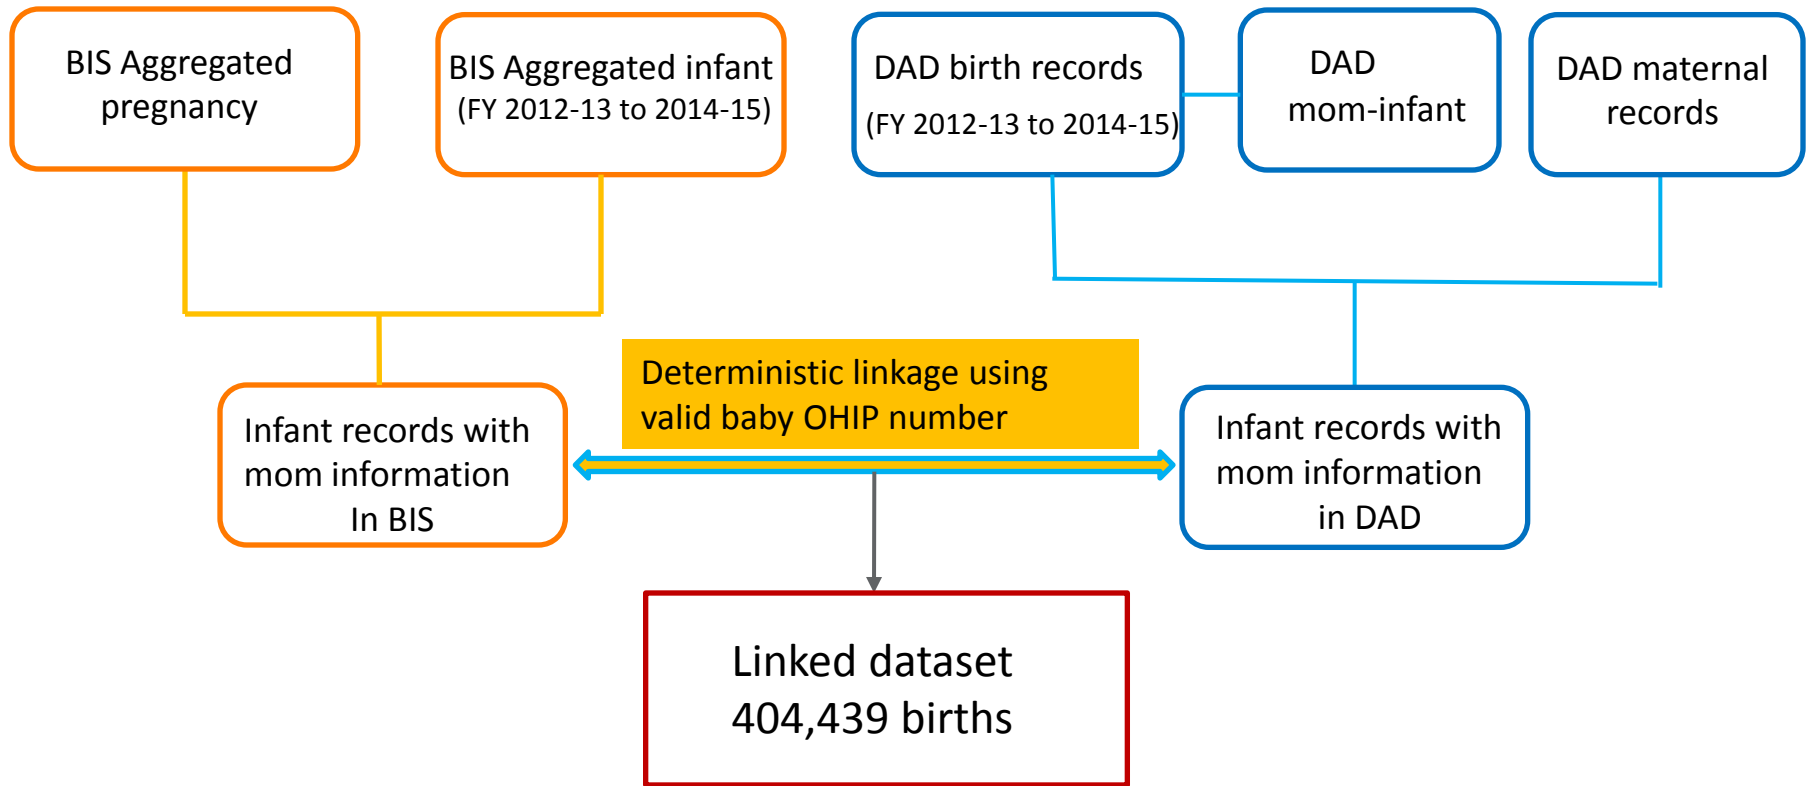 BIS Aggregated
pregnancy
BIS Aggregated infant
(FY 2012-13 to 2014-15)
DAD birth records
(FY 2012-13 to 2014-15)
DAD
mom-infant
DAD maternal
records
Deterministic linkage using
valid baby OHIP number
Infant records with
mom information
In BIS
Infant records with
mom information
in DAD
Linked dataset
404,439 births